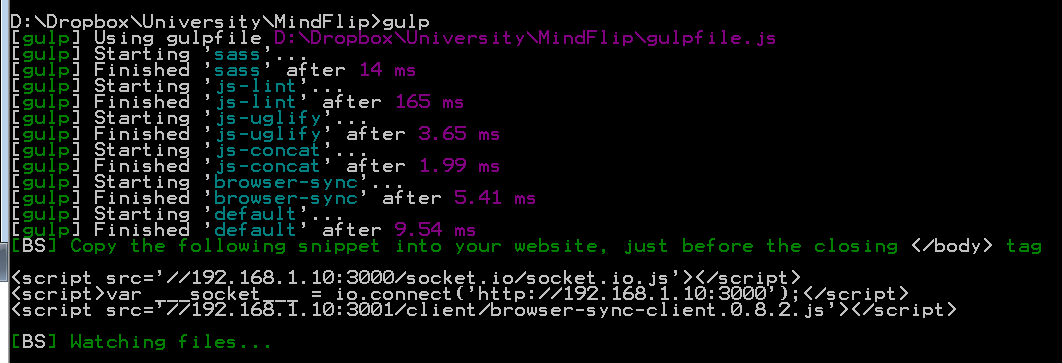 D:\Dropbox\University\MindFlip>gulp
[gulp] Using gulpfile D:\Dropbox\University\MindFlip\gulpfile.js
[gulp] Starting 'sass'...
[gulp] Finished 'sass' after 14 ms
[gulp] Starting 'js-lint'...
[gulp] Finished 'js-lint' after 165 ms
[gulp] Starting 'js-uglify'...
[gulp] Finished 'js-uglify' after 3.65 ms
[gulp] Starting 'js-concat'...
[gulp] Finished 'js-concat' after 1.99 ms
[gulp] Starting 'browser-sync'...
[gulp] Finished 'browser-sync' after 5.41 ms
[gulp] Starting 'default'...
[gulp] Finished 'default' after 9.54 ms
[BS] Copy the following snippet into your website, just before the closing </body> tag
<script src='//192.168.1.10:3000/socket.io/socket.io.js'></script>
<script>var ___socket___ = io.connect('http://192.168.1.10:3000');</script>
<script src='//192.168.1.10:3001/client/browser-sync-client.0.8.2.js'></script>
[BS] Watching files...